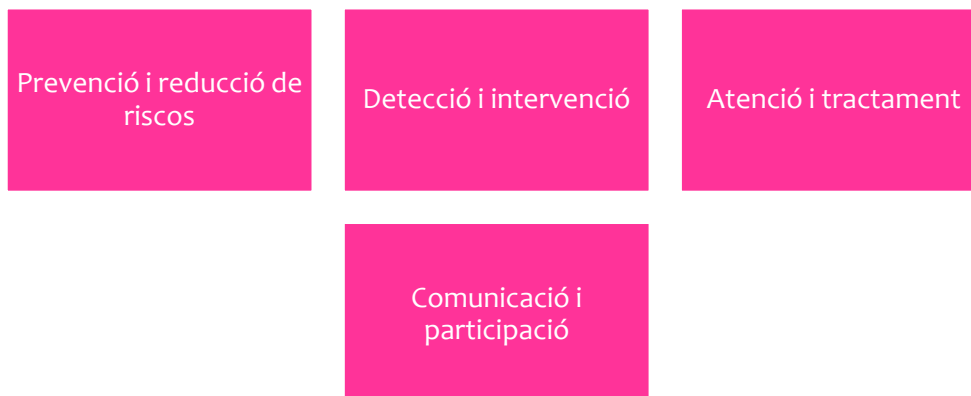 Prevenció i reducció de
riscos
Detecció i intervenció
Atenció i tractament
Comunicació i
participació